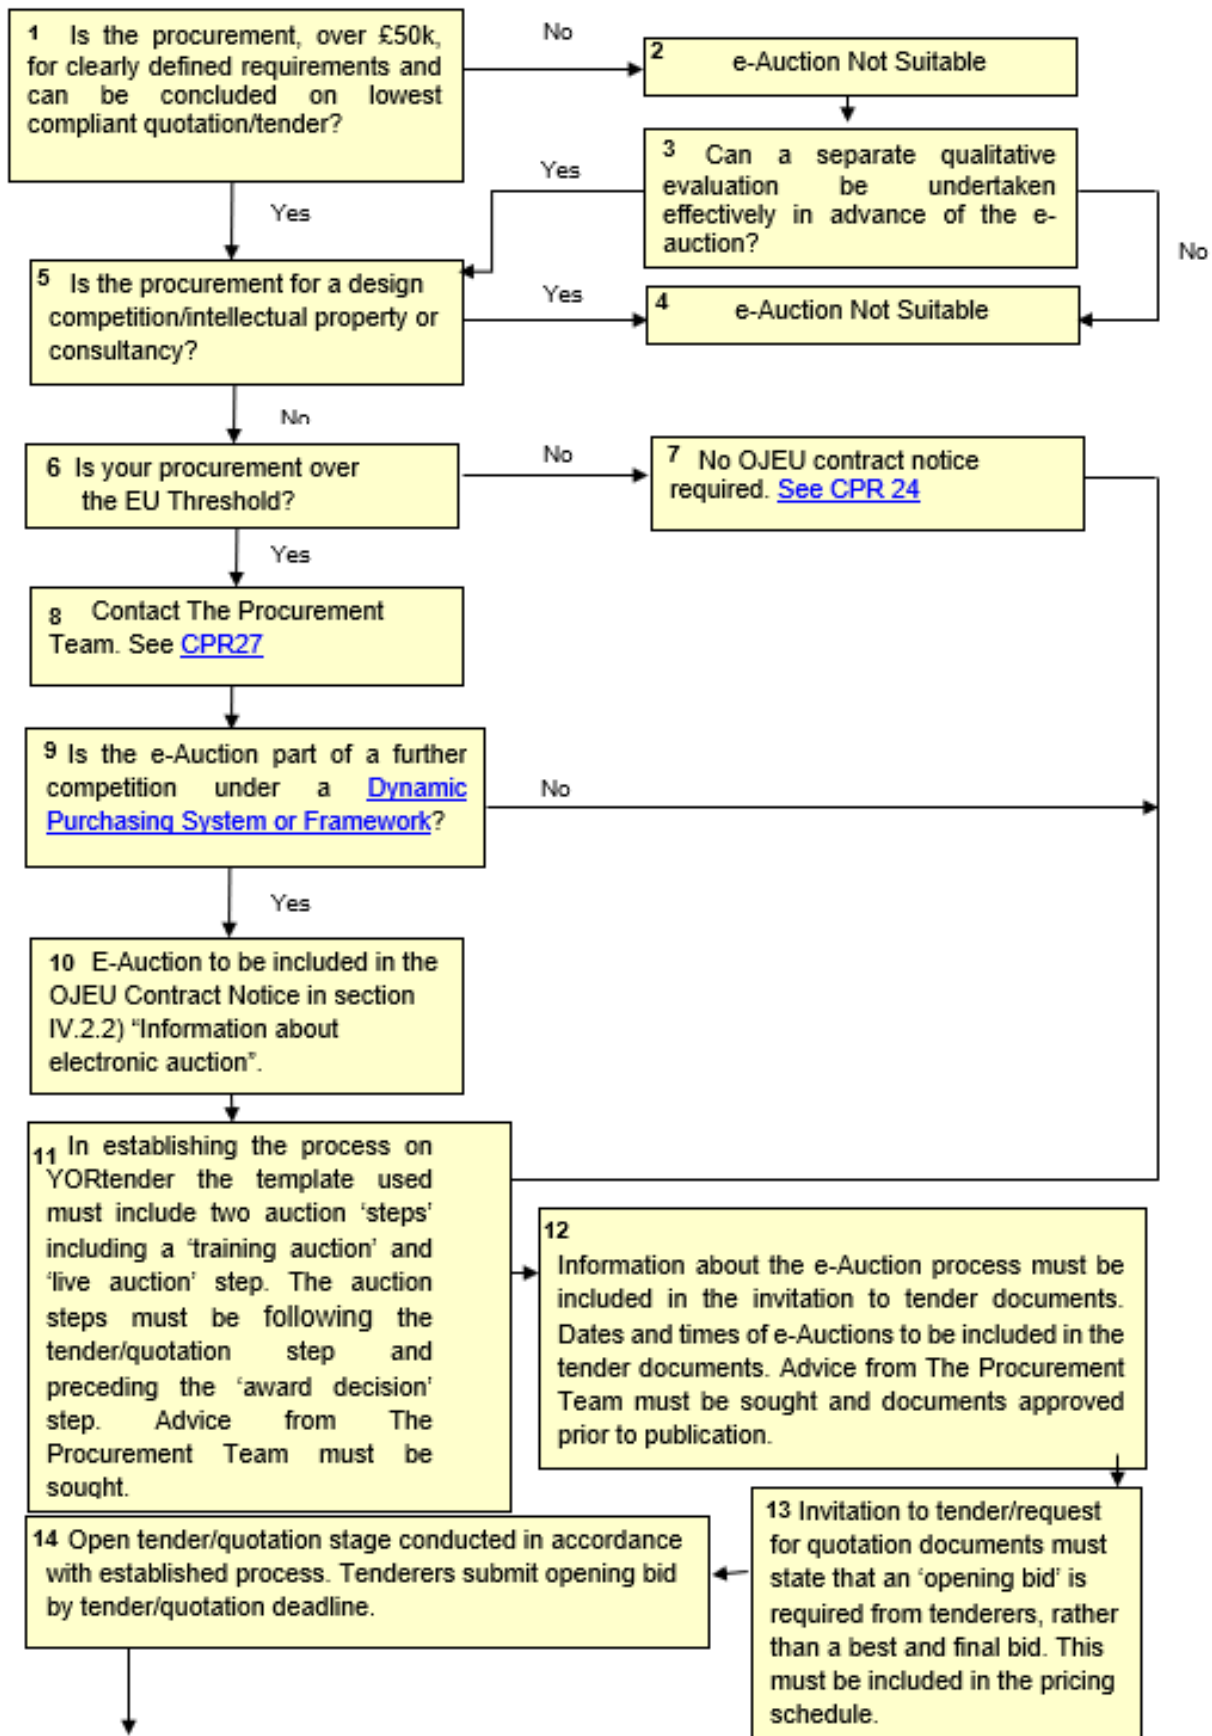 1 Is the procurement, over £50k,
for clearly defined requirements and
can be concluded on lowest
compliant quotation/tender?
No
2 e-Auction Not Suitable
3 Can a separate qualitative
evaluation be undertaken
effectively in advance of the e-
auction?
Yes
No
Yes
5 Is the procurement for a design
competition/intellectual property or
consultancy?
Yes
4 e-Auction Not Suitable
No
6 Is your procurement over
the EU Threshold?
No
7 No OJEU contract notice
required. See CPR 24
Yes
8 Contact The Procurement
Team. See CPR27
9 Is the e-Auction part of a further
competition under a Dynamic
Purchasing System or Framework?
No
Yes
10 E-Auction to be included in the
OJEU Contract Notice in section
IV.2.2) “Information about
electronic auction”.
11 In establishing the process on
YORtender the template used
must include two auction ‘steps’
including a ‘training auction’ and
‘live auction’ step. The auction
steps must be following the
tender/quotation step and
preceding the ‘award decision’
step. Advice from The
Procurement Team must be
sought.
12
Information about the e-Auction process must be
included in the invitation to tender documents.
Dates and times of e-Auctions to be included in the
tender documents. Advice from The Procurement
Team must be sought and documents approved
prior to publication.
13 Invitation to tender/request
for quotation documents must
state that an ‘opening bid’ is
required from tenderers, rather
than a best and final bid. This
must be included in the pricing
schedule.
14 Open tender/quotation stage conducted in accordance
with established process. Tenderers submit opening bid
by tender/quotation deadline.